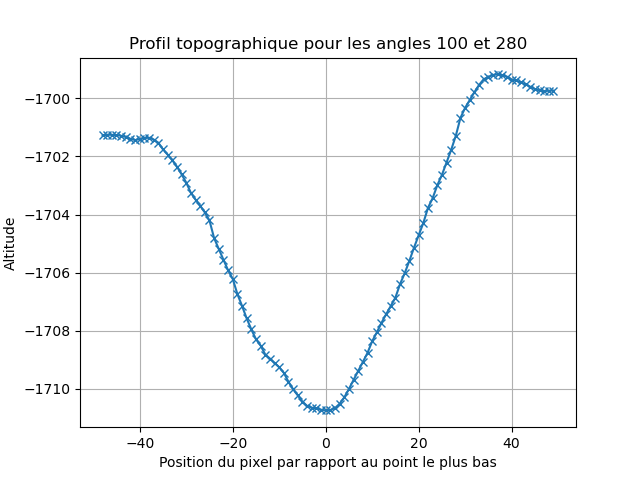 Profil topographique pour les angles 100 et 280
Altitude
−1700
−1702
−1704
−1706
−1708
−1710
−40 −20 0 20 40
Position du pixel par rapport au point le plus bas